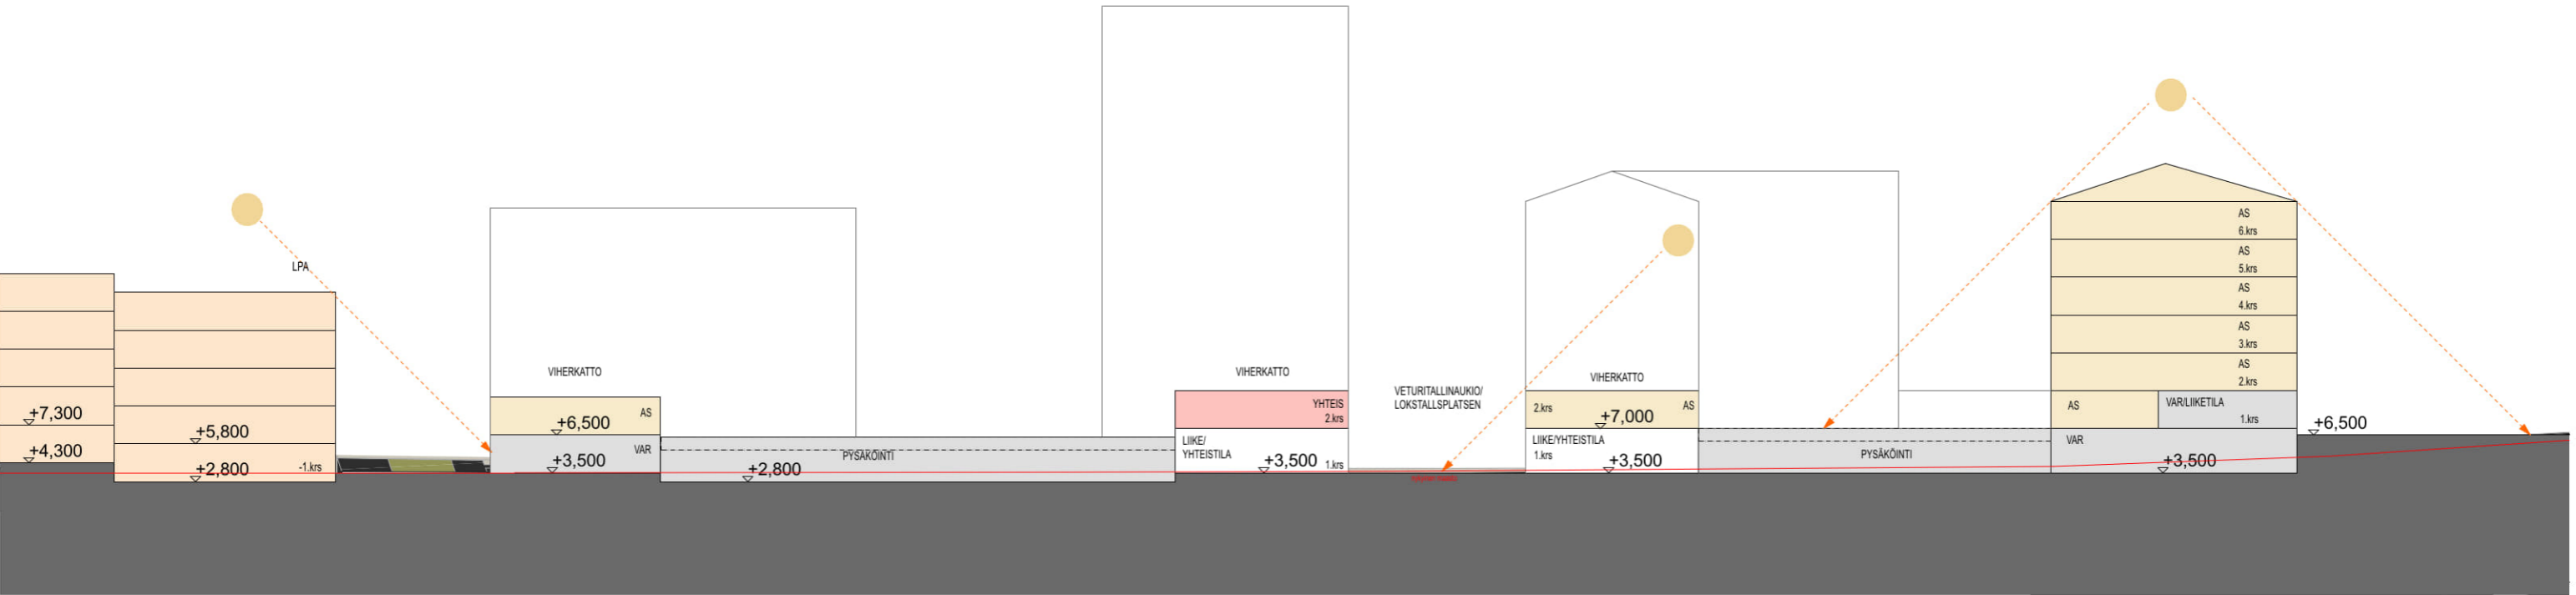 LPA
+7,300
+4,300
+5,800
+2,800
-1.krs
VIHERKATTO
AS
+6,500
VAR
+3,500
PYSÄKÖINTI
+2,800
VIHERKATTO
YHTEIS
2.krs
LIIKE/
YHTEISTILA
+3,500
1.krs
VETURITALLINAUKIO/
LOKSTALLSPLATSEN
VIHERKATTO
2.krs
+7,000
AS
LIIKE/YHTEISTILA
1.krs
+3,500
PYSÄKÖINTI
AS
6.krs
AS
5.krs
AS
4.krs
AS
3.krs
AS
2.krs
AS
VAR/LIIKETILA
1.krs
VAR
+3,500
+6,500